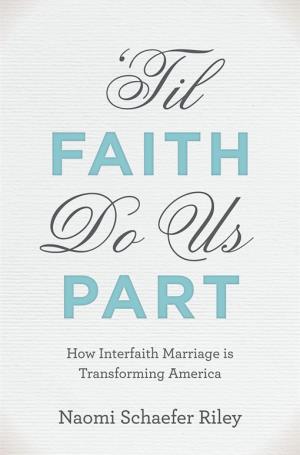 'Til
FAITH
Do Us
PART
How Interfaith Marriage is
Transforming America
Naomi Schaefer Riley